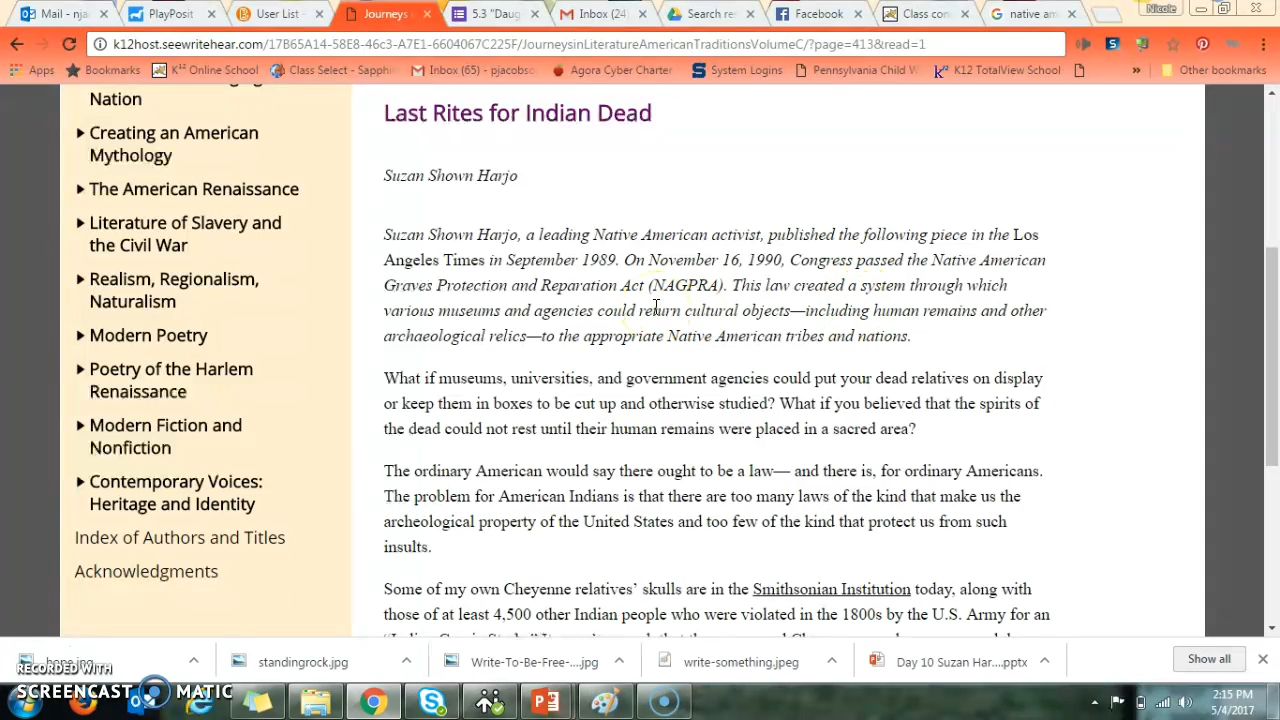 Mail - nja
PlayPosit
User List -
Journeys
5.3 "Daug
Inbox (24)
Search re
Facebook
Class con
native am
Nicole
k12host.seewritehear.com/17B65A14-58E8-46c3-A7E1-6604067C225F/JourneysinLiteratureAmericanTraditionsVolumeC/?page=413&read=1
Apps
Bookmarks
K¹² Online School
Class Select - Sapphi
Inbox (65) - pjacobso
Agora Cyber Charter
System Logins
Pennsylvania Child W
K12 TotalView School
»
Other bookmarks
Nation
Creating an American
Mythology
The American Renaissance
Literature of Slavery and
the Civil War
Realism, Regionalism,
Naturalism
Modern Poetry
Poetry of the Harlem
Renaissance
Modern Fiction and
Nonfiction
Contemporary Voices:
Heritage and Identity
Index of Authors and Titles
Acknowledgments
Last Rites for Indian Dead
Suzan Shown Harjo
Suzan Shown Harjo, a leading Native American activist, published the following piece in the Los
Angeles Times in September 1989. On November 16, 1990, Congress passed the Native American
Graves Protection and Reparation Act (NAGPRA). This law created a system through which
various museums and agencies could return cultural objects—including human remains and other
archaeological relics—to the appropriate Native American tribes and nations.
What if museums, universities, and government agencies could put your dead relatives on display
or keep them in boxes to be cut up and otherwise studied? What if you believed that the spirits of
the dead could not rest until their human remains were placed in a sacred area?
The ordinary American would say there ought to be a law— and there is, for ordinary Americans.
The problem for American Indians is that there are too many laws of the kind that make us the
archeological property of the United States and too few of the kind that protect us from such
insults.
Some of my own Cheyenne relatives' skulls are in the Smithsonian Institution today, along with
those of at least 4,500 other Indian people who were violated in the 1800s by the U.S. Army for an
standingrock.jpg
Write-To-Be-Free-....jpg
write-something.jpeg
Day 10 Suzan Har....pptx
Show all
RECORDED WITH
SCREENCAST MATIC
2:15 PM
5/4/2017